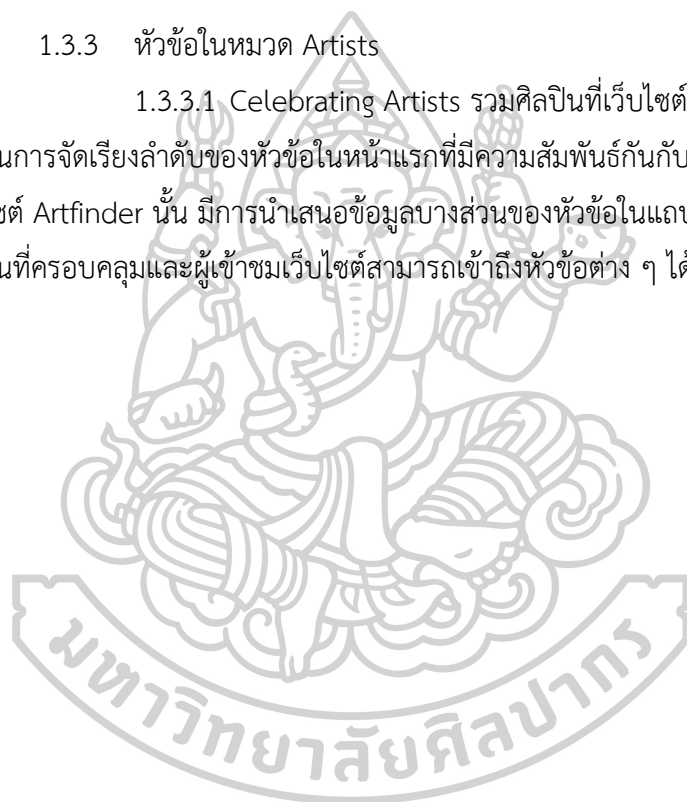 1.3.3 หัวข้อในหมวด Artists
1.3.3.1 Celebrating Artists รวมศิลปินที่เว็บไซต์
นการจัดเรียงลำดับของหัวข้อในหน้าแรกที่มีความสัมพันธ์กันกับ
ซต์ Artfinder นั้น มีการนำเสนอข้อมูลบางส่วนของหัวข้อในแถบ
นที่ครอบคลุมและผู้เข้าชมเว็บไซต์สามารถเข้าถึงหัวข้อต่าง ๆ ได้
มหาวิทยาลัยศิลปากร